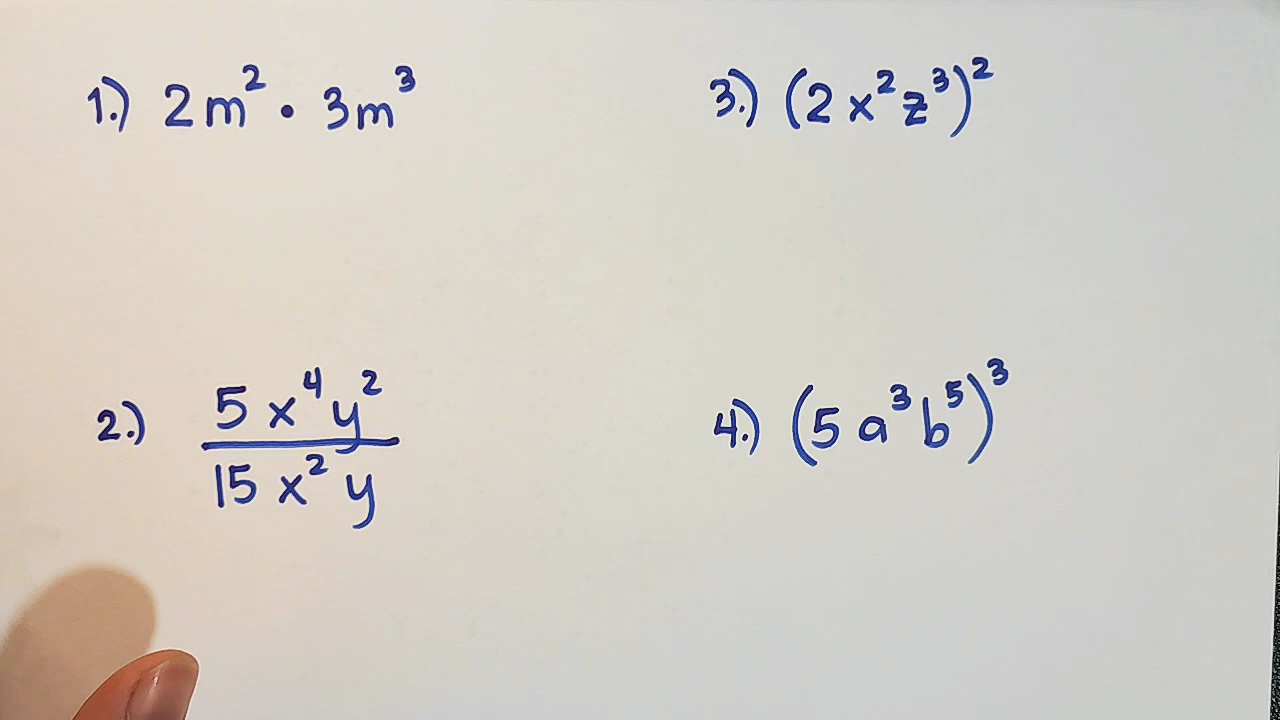 1.) 2m² · 3m³
2.) 5x⁴y²
15x²y
3.) (2x²z³)²
4.) (5a³b⁵)³